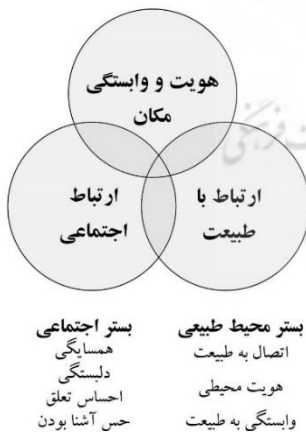 هویت و وابستگی
مکان
ارتباط با
طبیعت
ارتباط
اجتماعی
بستر محیط طبیعی
اتصال به طبیعت
هویت محیطی
وابستگی به طبیعت
بستر اجتماعی
همسایگی
دلبستگی
احساس تعلق
حس آشنا بودن